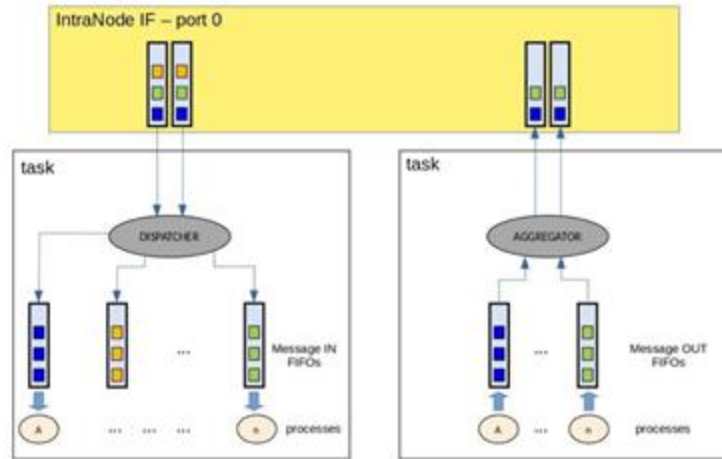 IntraNode IF – port 0
task
DISPATCHER
...
Message IN
FIFOs
A
... ... ...
n
processes
task
AGGREGATOR
...
Message OUT
FIFOs
A
...
n
processes